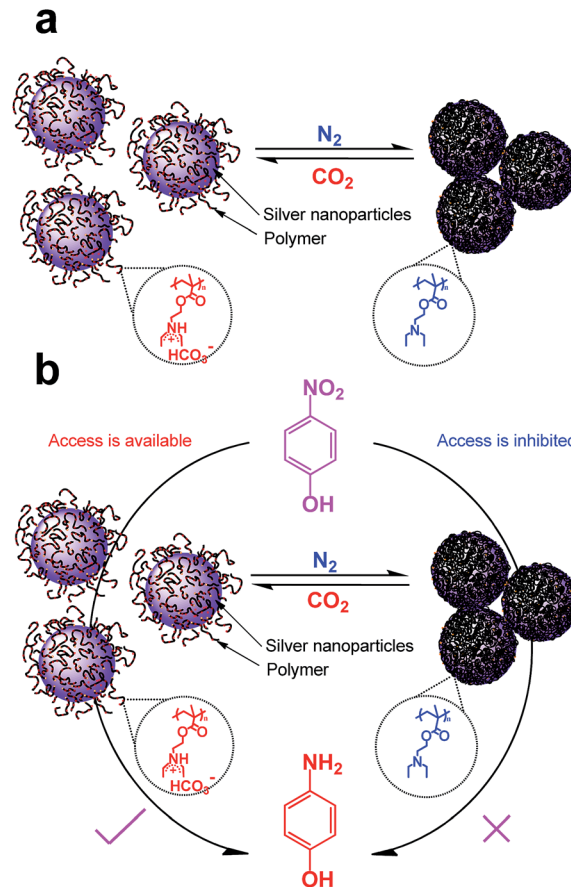 a
N₂
CO₂
Silver nanoparticles
Polymer
n
O
O
NH
+
HCO₃⁻
n
O
O
N
b
NO₂
Access is available
Access is inhibited
OH
N₂
CO₂
Silver nanoparticles
Polymer
n
O
O
NH
+
HCO₃⁻
n
O
O
N
NH₂
OH